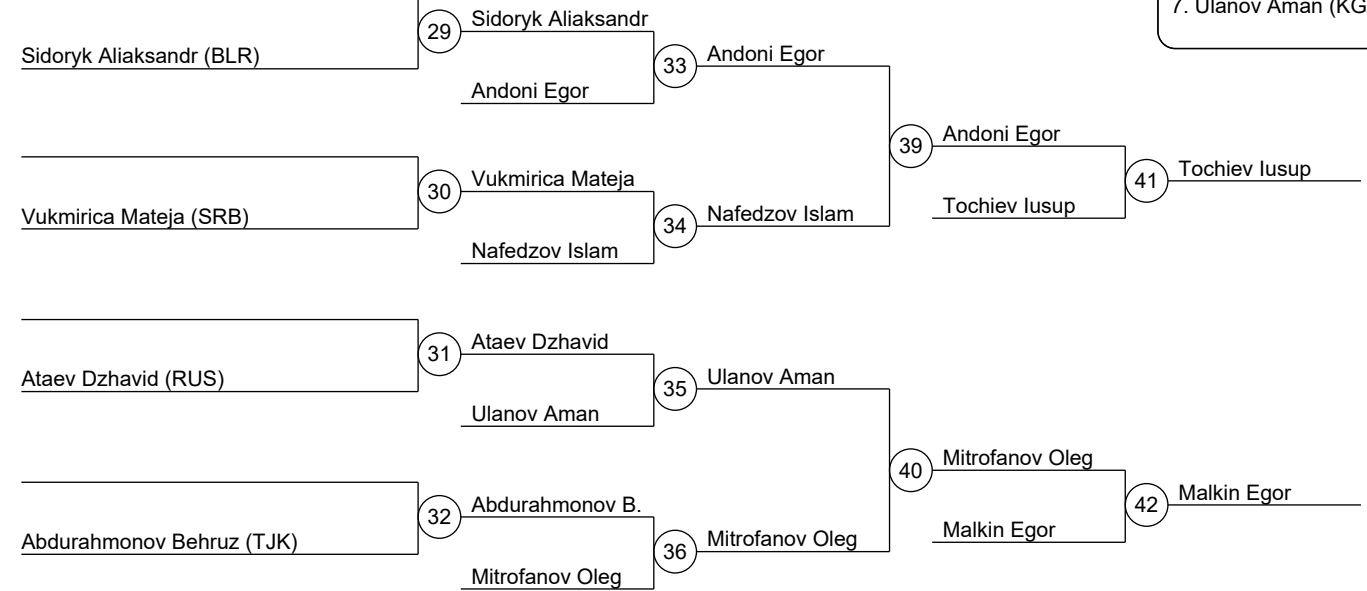 7. Ulanov Aman (KG
29
Sidoryk Aliaksandr
Sidoryk Aliaksandr (BLR)
Andoni Egor
33
Andoni Egor
39
Andoni Egor
30
Vukmirica Mateja
Vukmirica Mateja (SRB)
Nafedzov Islam
34
Nafedzov Islam
Tochiev Iusup
41
Tochiev Iusup
31
Ataev Dzhavid
Ataev Dzhavid (RUS)
Ulanov Aman
35
Ulanov Aman
40
Mitrofanov Oleg
32
Abdurahmonov B.
Abdurahmonov Behruz (TJK)
Mitrofanov Oleg
36
Mitrofanov Oleg
Malkin Egor
42
Malkin Egor